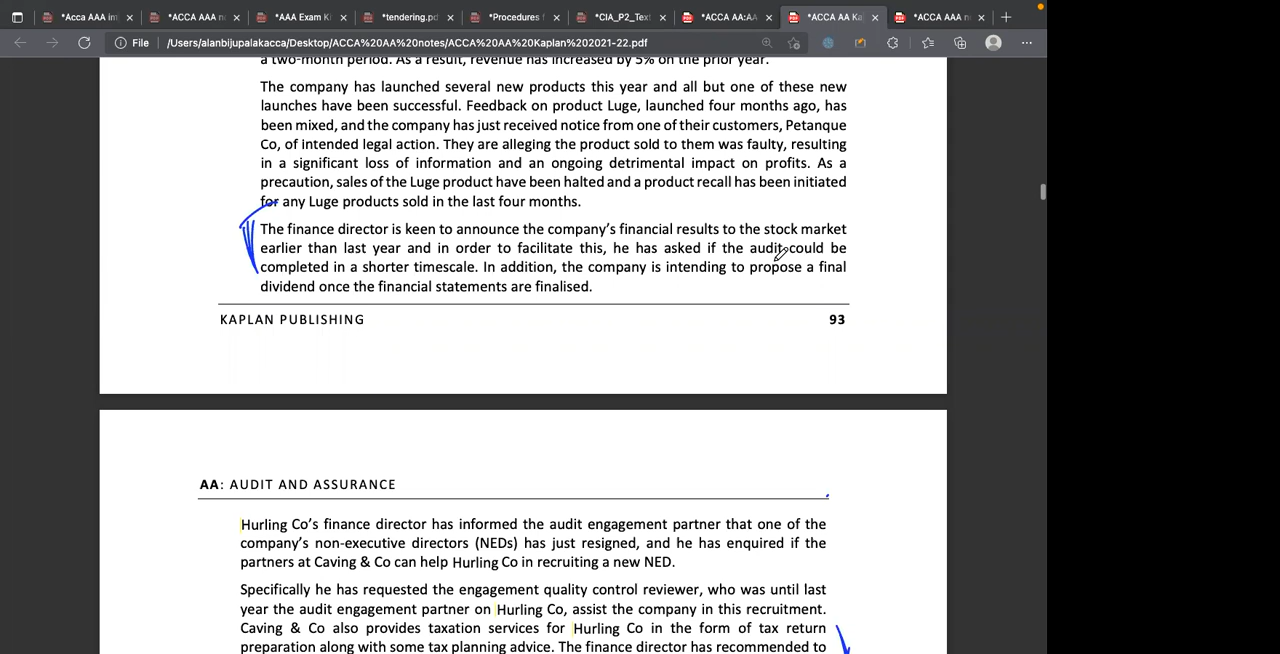 *Acca AAA im
*ACCA AAA n
*AAA Exam K
*tendering.pd
*Procedures f
*CIA_P2_Text
*ACCA AA:AA
*ACCA AA Ka
*ACCA AAA n
File /Users/alanbijupalakacca/Desktop/ACCA%20AA%20notes/ACCA%20AA%20Kaplan%202021-22.pdf
a two-month period. As a result, revenue has increased by 5% on the prior year.
The company has launched several new products this year and all but one of these new
launches have been successful. Feedback on product Luge, launched four months ago, has
been mixed, and the company has just received notice from one of their customers, Petanque
Co, of intended legal action. They are alleging the product sold to them was faulty, resulting
in a significant loss of information and an ongoing detrimental impact on profits. As a
precaution, sales of the Luge product have been halted and a product recall has been initiated
for any Luge products sold in the last four months.
The finance director is keen to announce the company's financial results to the stock market
earlier than last year and in order to facilitate this, he has asked if the audit could be
completed in a shorter timescale. In addition, the company is intending to propose a final
dividend once the financial statements are finalised.
KAPLAN PUBLISHING 93
AA: AUDIT AND ASSURANCE
Hurling Co's finance director has informed the audit engagement partner that one of the
company's non-executive directors (NEDs) has just resigned, and he has enquired if the
partners at Caving & Co can help Hurling Co in recruiting a new NED.
Specifically he has requested the engagement quality control reviewer, who was until last
year the audit engagement partner on Hurling Co, assist the company in this recruitment.
Caving & Co also provides taxation services for Hurling Co in the form of tax return
preparation along with some tax planning advice. The finance director has recommended to